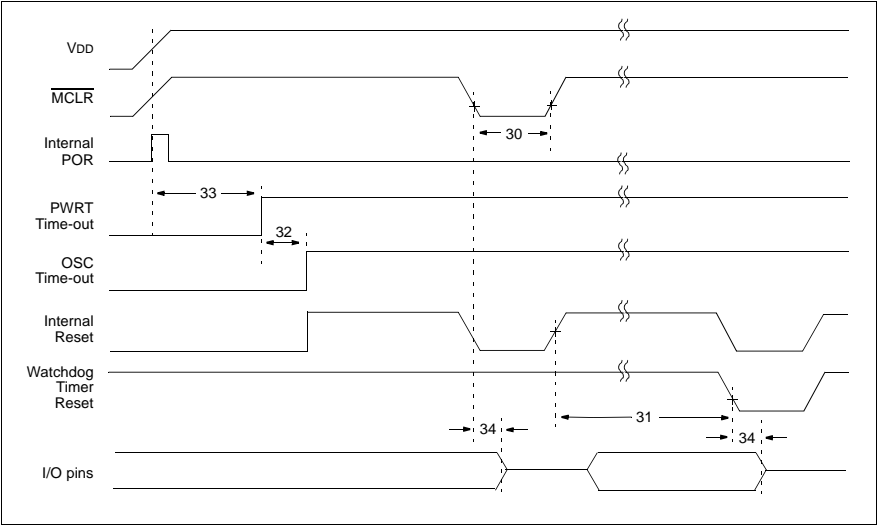 VDD
MCLR
30
Internal
POR
33
PWRT
Time-out
32
OSC
Time-out
Internal
Reset
Watchdog
Timer
Reset
31
34
34
I/O pins